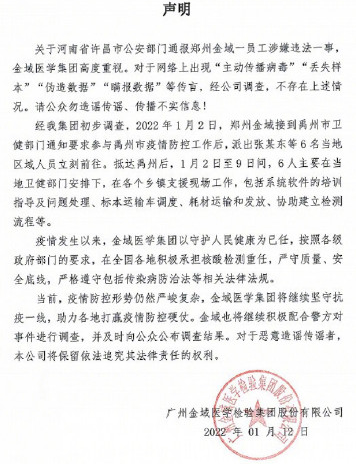 声明
关于河南省许昌市公安部门通报郑州金域一员工涉嫌违法一事，
金域医学集团高度重视。对于网络上出现“主动传播病毒”“丢失样
本”“伪造数据”“瞒报数据”等传言，经公司调查，不存在上述情
况。请公众勿造谣传谣、传播不实信息！
经我集团初步调查，2022年1月2日，郑州金域接到禹州市卫
健部门通知要求参与禹州市疫情防控工作后，派出张某东等6名当地
区域人员立刻前往。抵达禹州后，1月2日至9日间，6人主要在当
地卫健部门安排下，在各个乡镇支援现场工作，包括系统软件的培训
指导及问题处理、标本运输车调度、耗材运输和发放、协助建立检测
流程等。
疫情发生以来，金域医学集团以守护人民健康为己任，按照各级
政府部门的要求，在全国各地积极承担核酸检测重任，严守质量、安
全底线，严格遵守包括传染病防治法等相关法律法规。
当前，疫情防控形势仍然严峻复杂，金域医学集团将继续坚守抗
疫一线，助力各地打赢疫情防控硬仗。金域也将继续积极配合警方对
事件进行调查，并及时向公众公布调查结果。对于恶意造谣传谣者，
本公司将保留依法追究其法律责任的权利。
广州金域医学检验集团股份有限公司
2022年01月12日